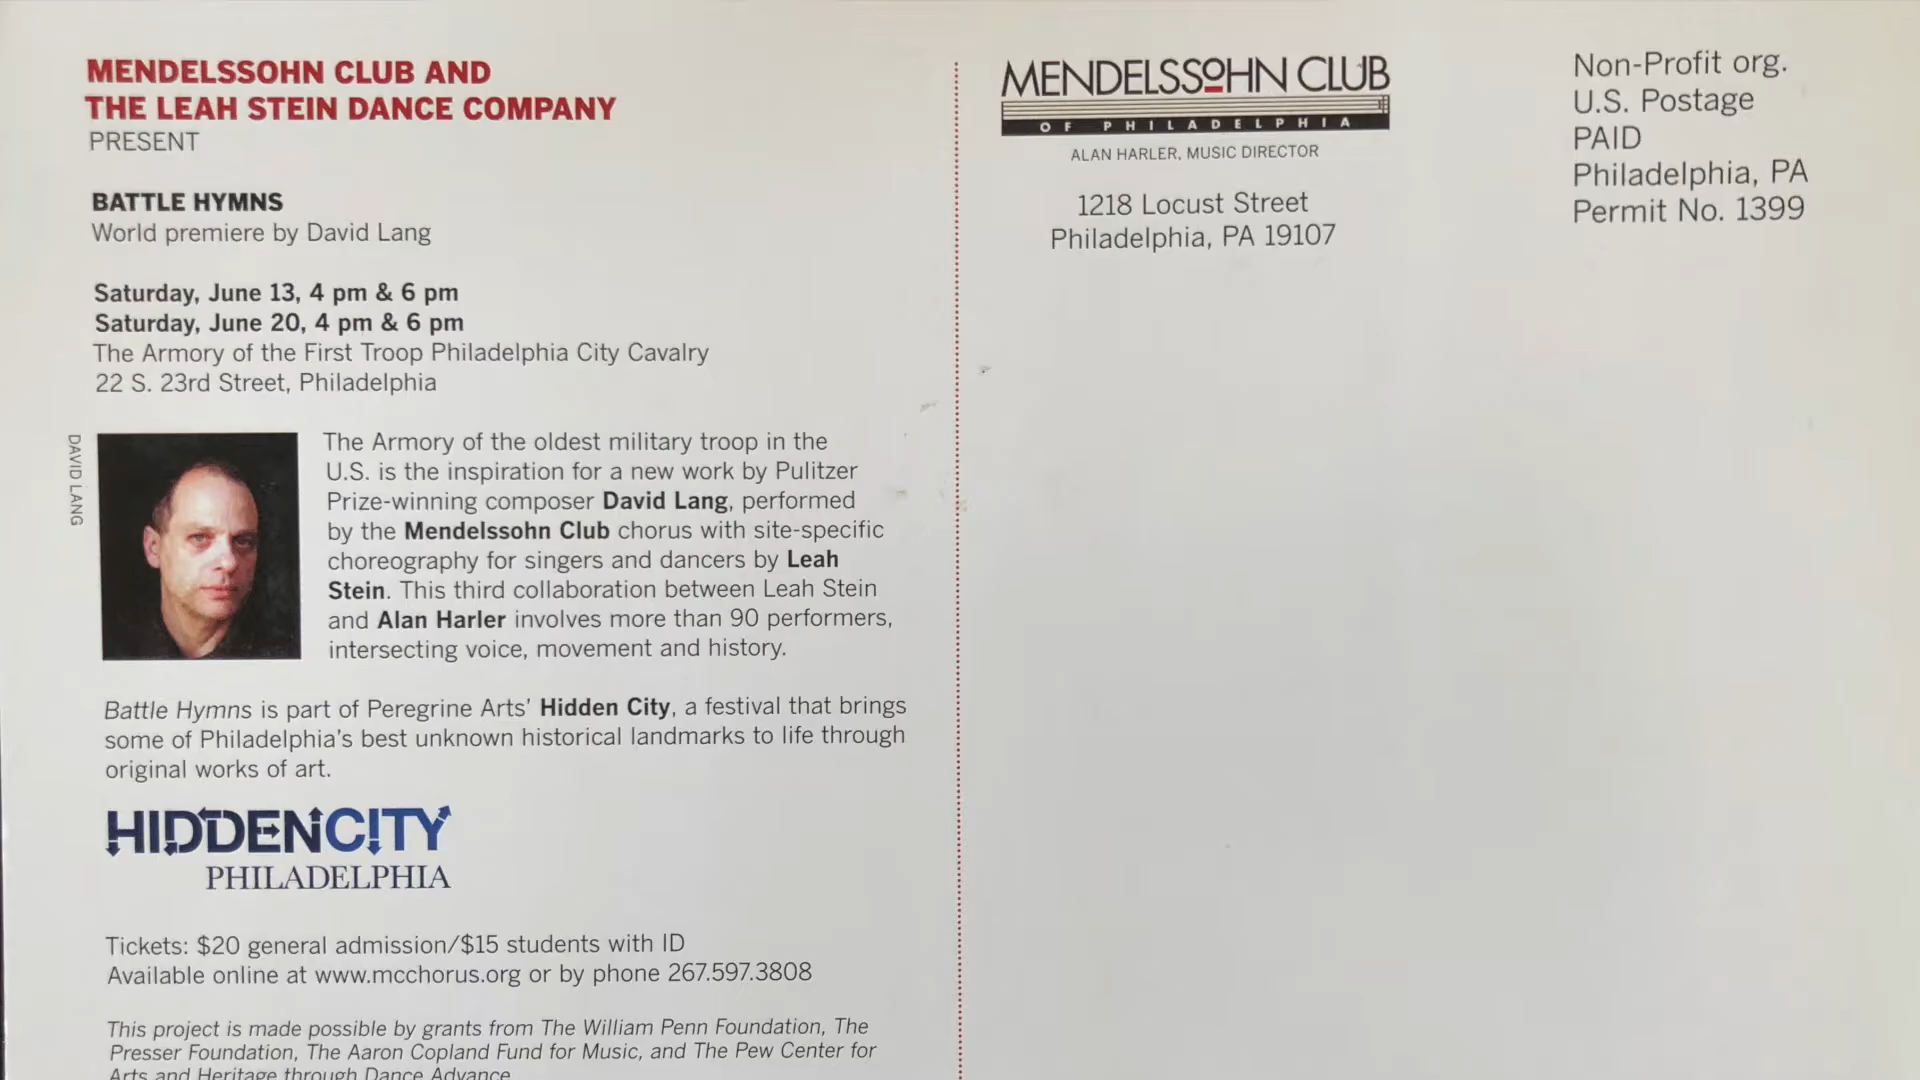 MENDELSSOHN CLUB AND
THE LEAH STEIN DANCE COMPANY
PRESENT
BATTLE HYMNS
World premiere by David Lang
Saturday, June 13, 4 pm & 6 pm
Saturday, June 20, 4 pm & 6 pm
The Armory of the First Troop Philadelphia City Cavalry
22 S. 23rd Street, Philadelphia
DAVID LANG
The Armory of the oldest military troop in the
U.S. is the inspiration for a new work by Pulitzer
Prize-winning composer David Lang, performed
by the Mendelssohn Club chorus with site-specific
choreography for singers and dancers by Leah
Stein. This third collaboration between Leah Stein
and Alan Harler involves more than 90 performers,
intersecting voice, movement and history.
Battle Hymns is part of Peregrine Arts’ Hidden City, a festival that brings
some of Philadelphia’s best unknown historical landmarks to life through
original works of art.
HIDDENCITY
PHILADELPHIA
Tickets: $20 general admission/$15 students with ID
Available online at www.mcchorus.org or by phone 267.597.3808
This project is made possible by grants from The William Penn Foundation, The
Presser Foundation, The Aaron Copland Fund for Music, and The Pew Center for
Arts and Heritage through Dance Advance
MENDELSSOHN CLUB
OF PHILADELPHIA
ALAN HARLER, MUSIC DIRECTOR
1218 Locust Street
Philadelphia, PA 19107
Non-Profit org.
U.S. Postage
PAID
Philadelphia, PA
Permit No. 1399